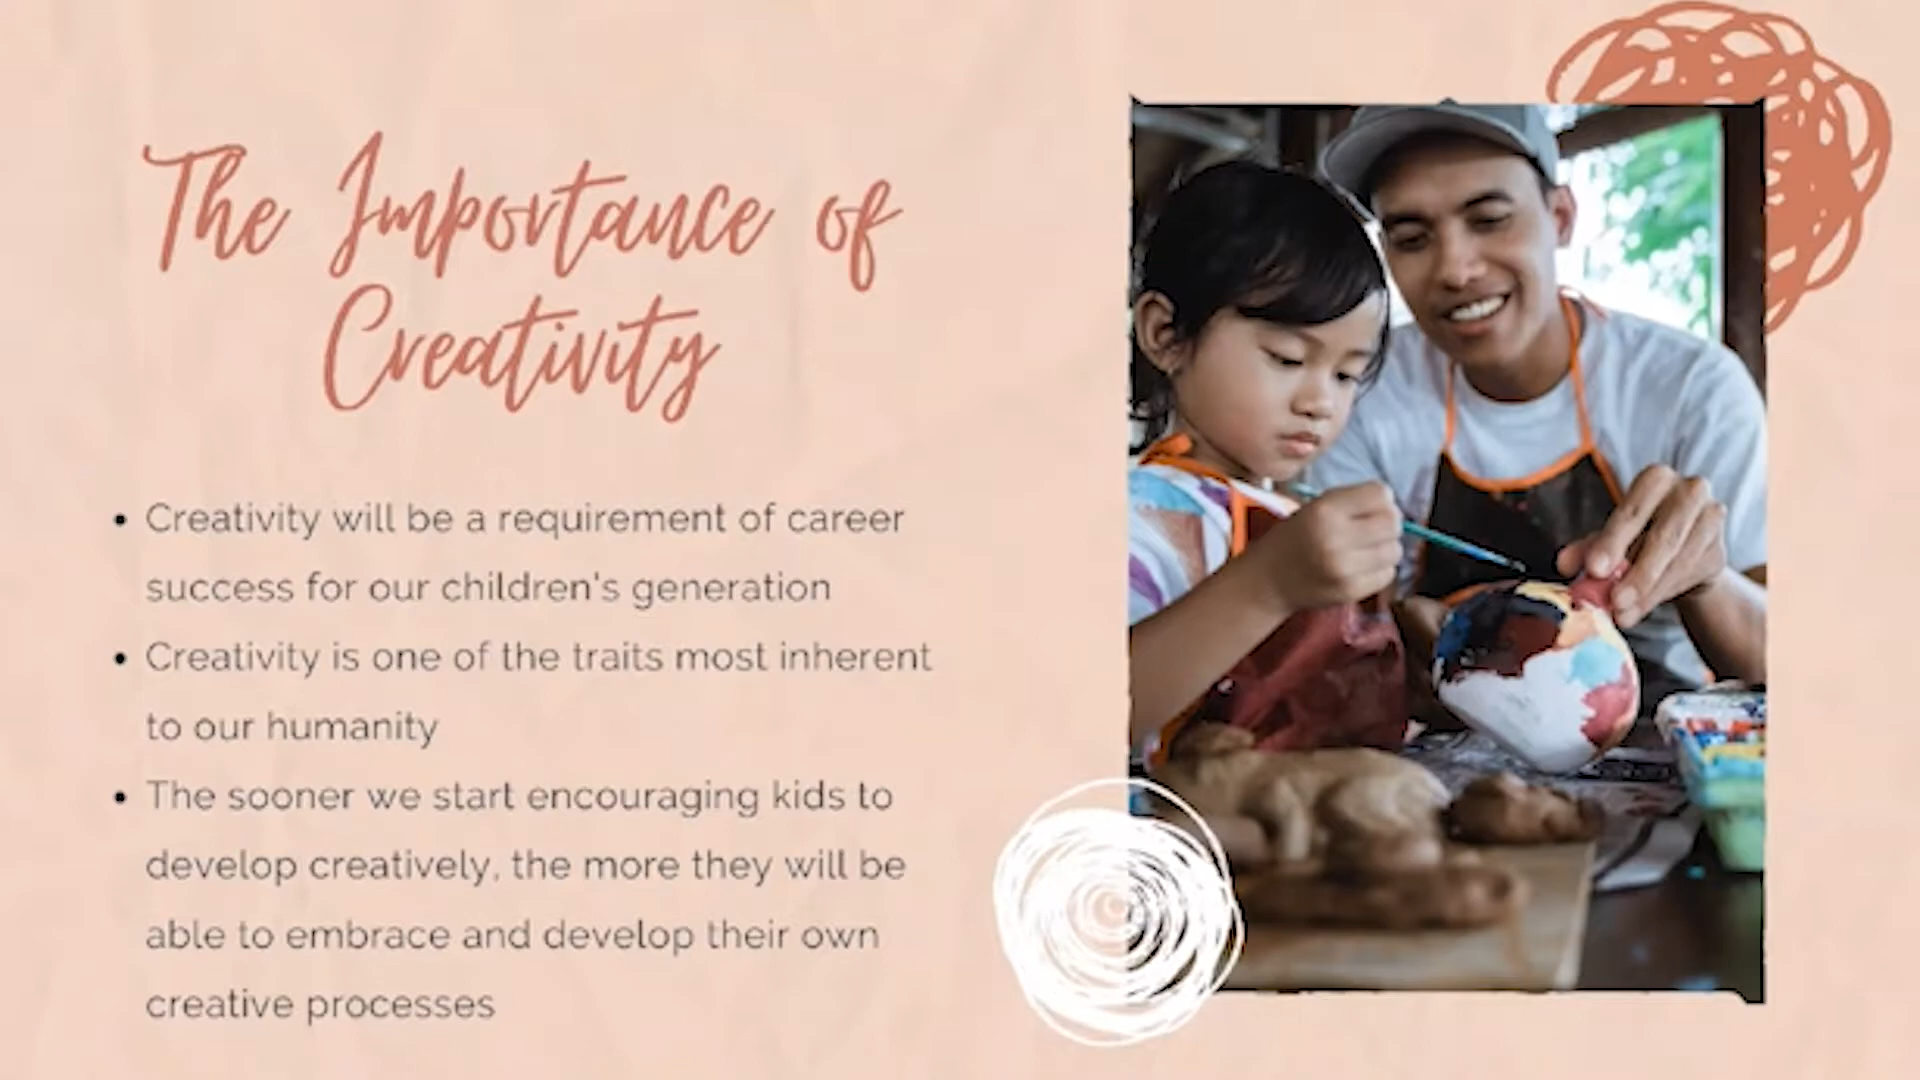 The Importance of
Creativity
• Creativity will be a requirement of career
success for our children's generation
• Creativity is one of the traits most inherent
to our humanity
• The sooner we start encouraging kids to
develop creatively, the more they will be
able to embrace and develop their own
creative processes